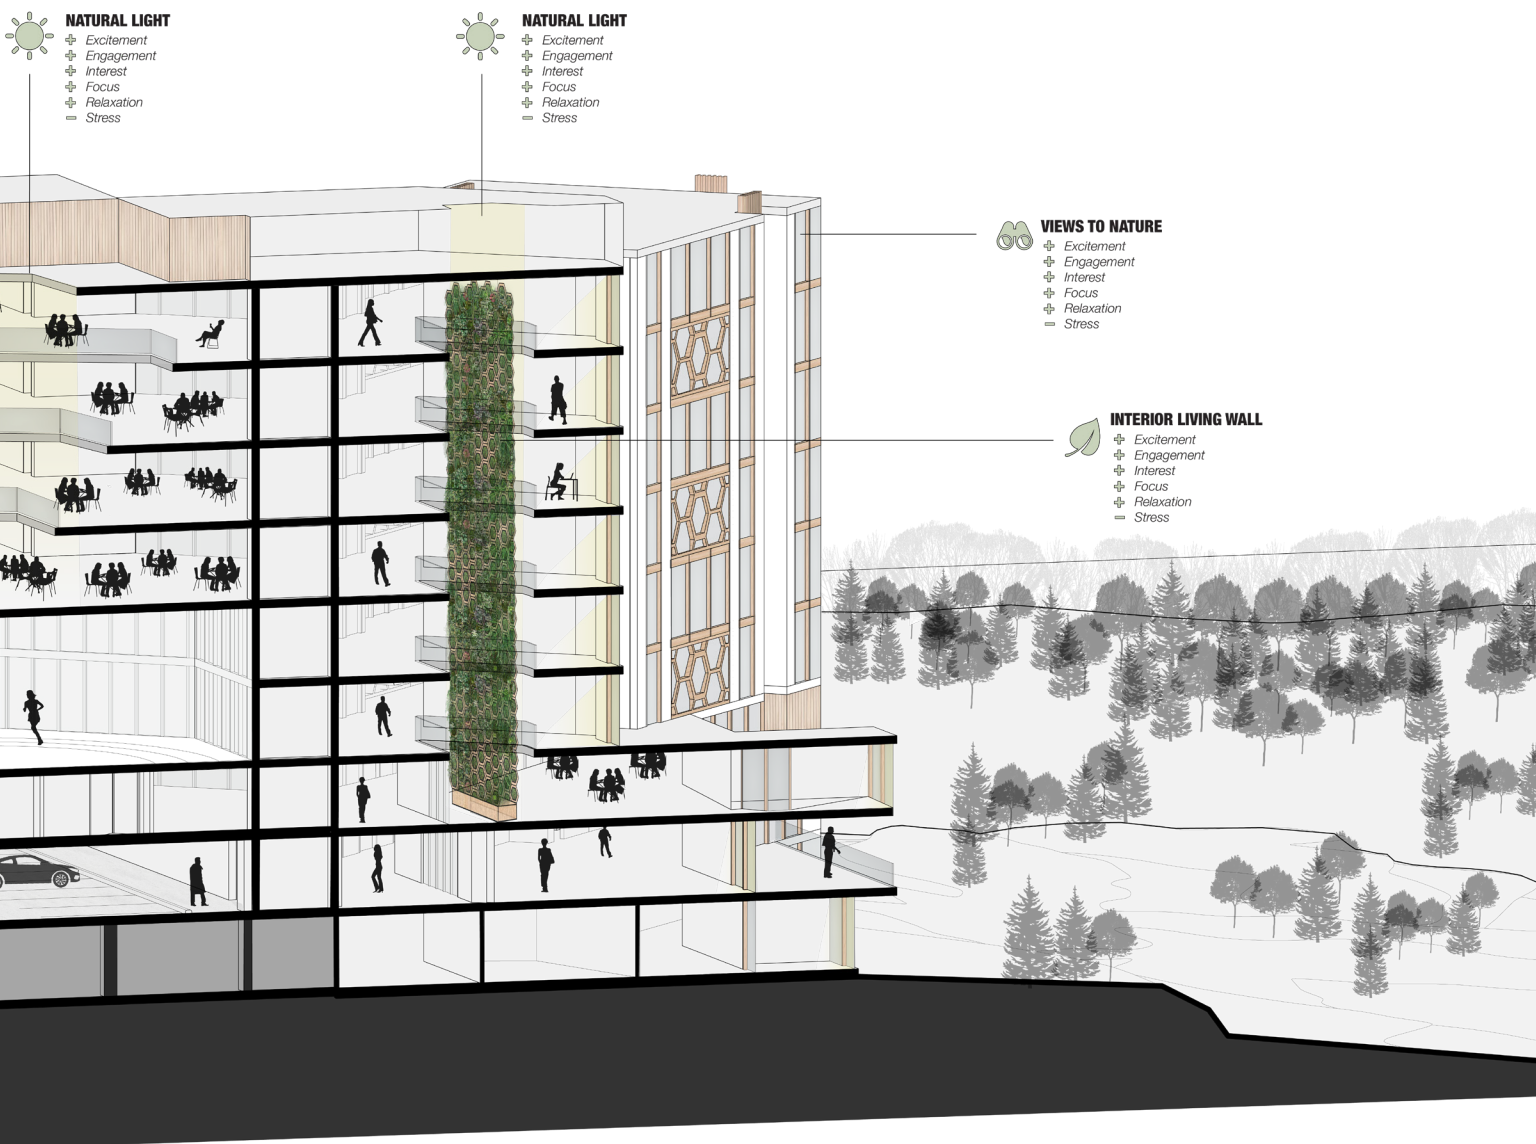 NATURAL LIGHT
Excitement
Engagement
Interest
Focus
Relaxation
Stress
NATURAL LIGHT
Excitement
Engagement
Interest
Focus
Relaxation
Stress
VIEWS TO NATURE
Excitement
Engagement
Interest
Focus
Relaxation
Stress
INTERIOR LIVING WALL
Excitement
Engagement
Interest
Focus
Relaxation
Stress